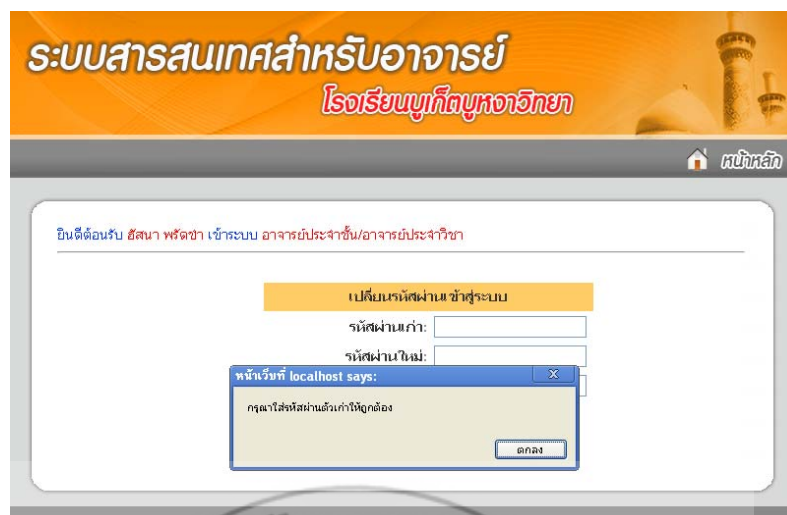 ระบบสารสนเทศสำหรับอาจารย์
โรงเรียนบูเก็ตบูหงาวิทยา
หน้าหลัก
ยินดีต้อนรับ ฮัสนา พรัดซ่า เข้าระบบ อาจารย์ประจำชั้น/อาจารย์ประจำวิชา
เปลี่ยนรหัสผ่านเข้าสู่ระบบ
รหัสผ่านเก่า:
รหัสผ่านใหม่:
หน้าเว็บที่ localhost says:
กรุณาใส่รหัสผ่านตัวเก่าให้ถูกต้อง
ตกลง